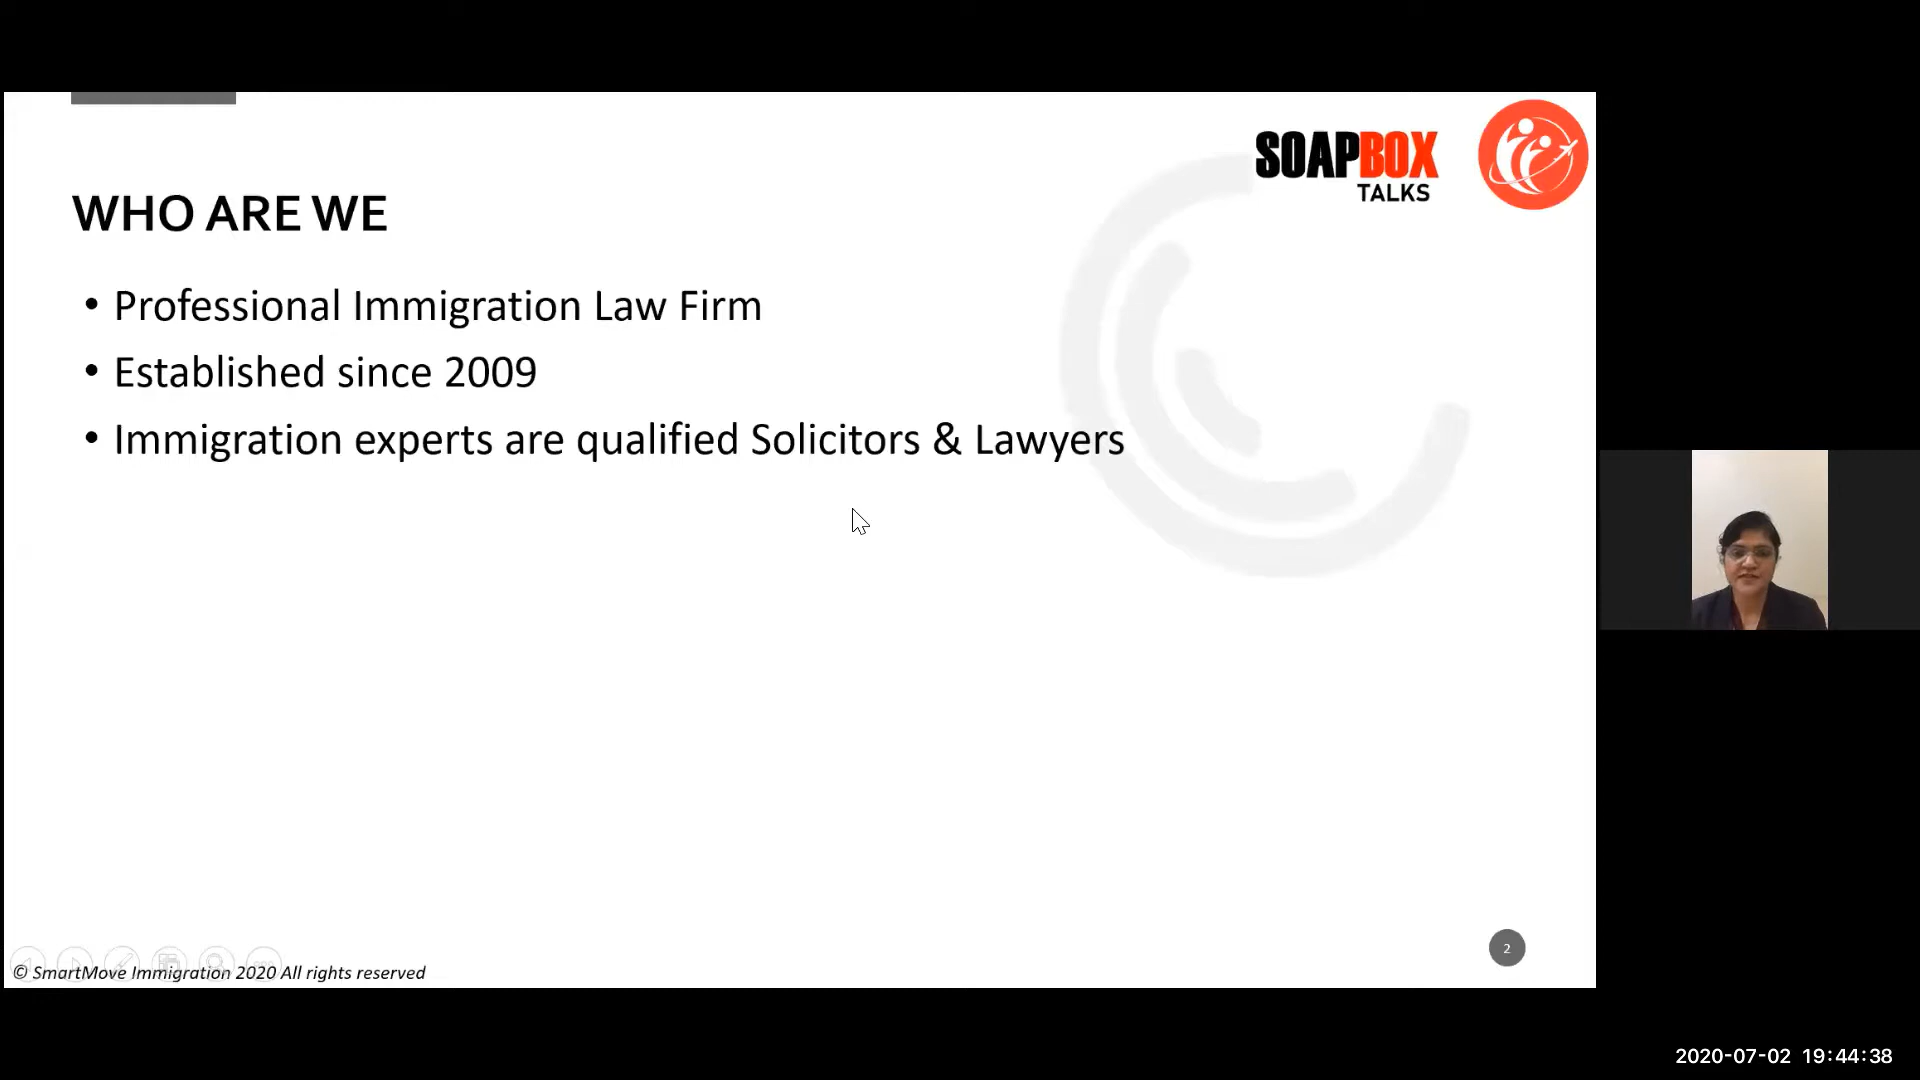 SOAPBOX
TALKS
WHO ARE WE
• Professional Immigration Law Firm
• Established since 2009
• Immigration experts are qualified Solicitors & Lawyers
2
© SmartMove Immigration 2020 All rights reserved
2020-07-02 19:44:38